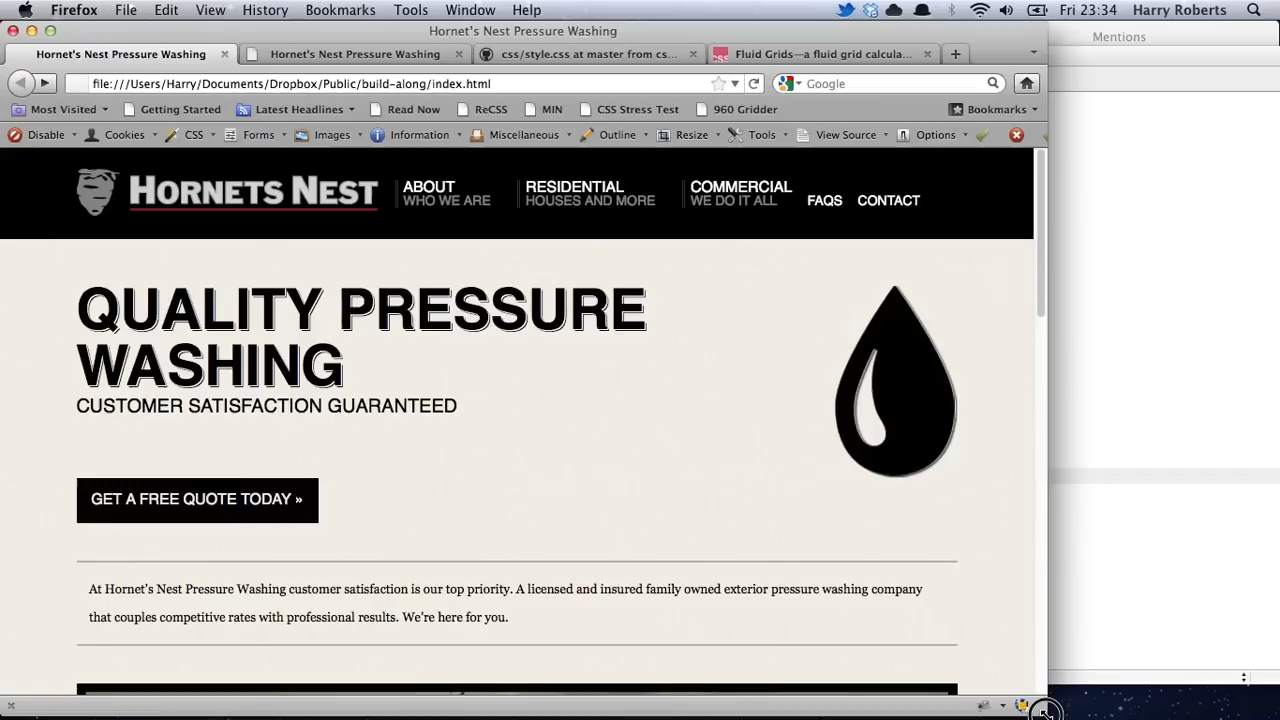 Firefox File Edit View History Bookmarks Tools Window Help Fri 23:34 Harry Roberts
Hornet's Nest Pressure Washing
Mentions
Hornet's Nest Pressure Washing Hornet's Nest Pressure Washing css/style.css at master from cs... Fluid Grids—a fluid grid calcula...
file:///Users/Harry/Documents/Dropbox/Public/build-along/index.html Google
Most Visited Getting Started Latest Headlines Read Now ReCSS MIN CSS Stress Test 960 Gridder Bookmarks
Disable Cookies CSS Forms Images Information Miscellaneous Outline Resize Tools View Source Options
HORNETS NEST
ABOUT RESIDENTIAL COMMERCIAL
WHO WE ARE HOUSES AND MORE WE DO IT ALL FAQS CONTACT
QUALITY PRESSURE
WASHING
CUSTOMER SATISFACTION GUARANTEED
GET A FREE QUOTE TODAY »
At Hornet's Nest Pressure Washing customer satisfaction is our top priority. A licensed and insured family owned exterior pressure washing company
that couples competitive rates with professional results. We're here for you.